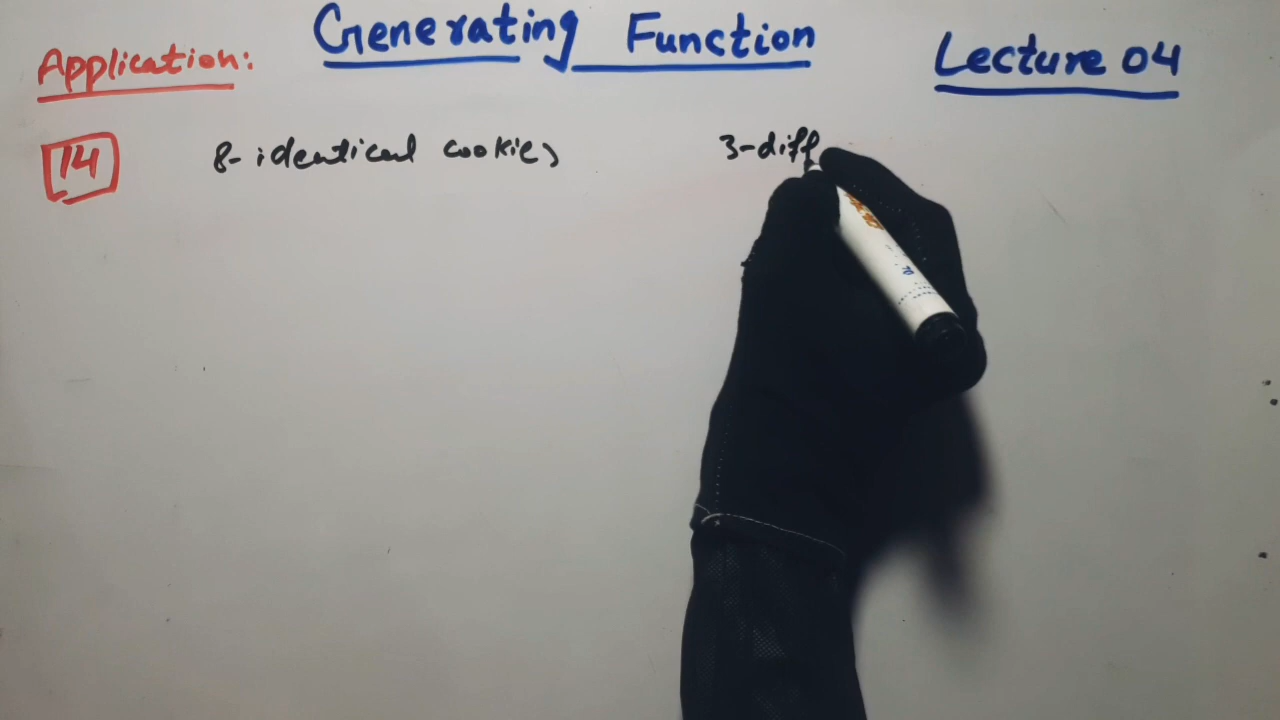 Generating Function
Application:
Lecture 04
14
8-identical cookies
3-diff